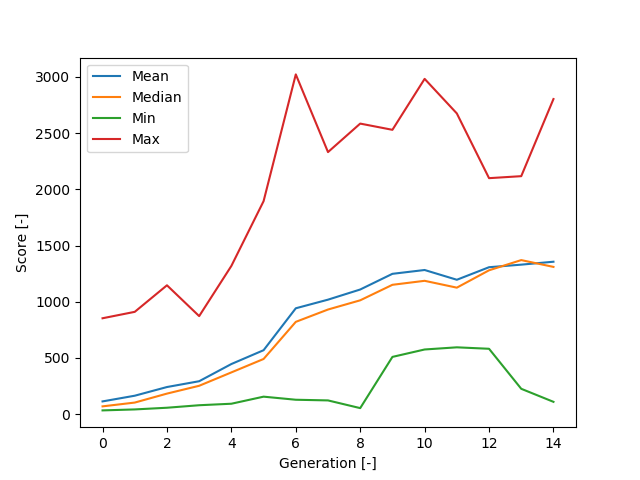 Mean
Median
Min
Max
3000
2500
2000
1500
1000
500
0
Score [-]
0 2 4 6 8 10 12 14
Generation [-]